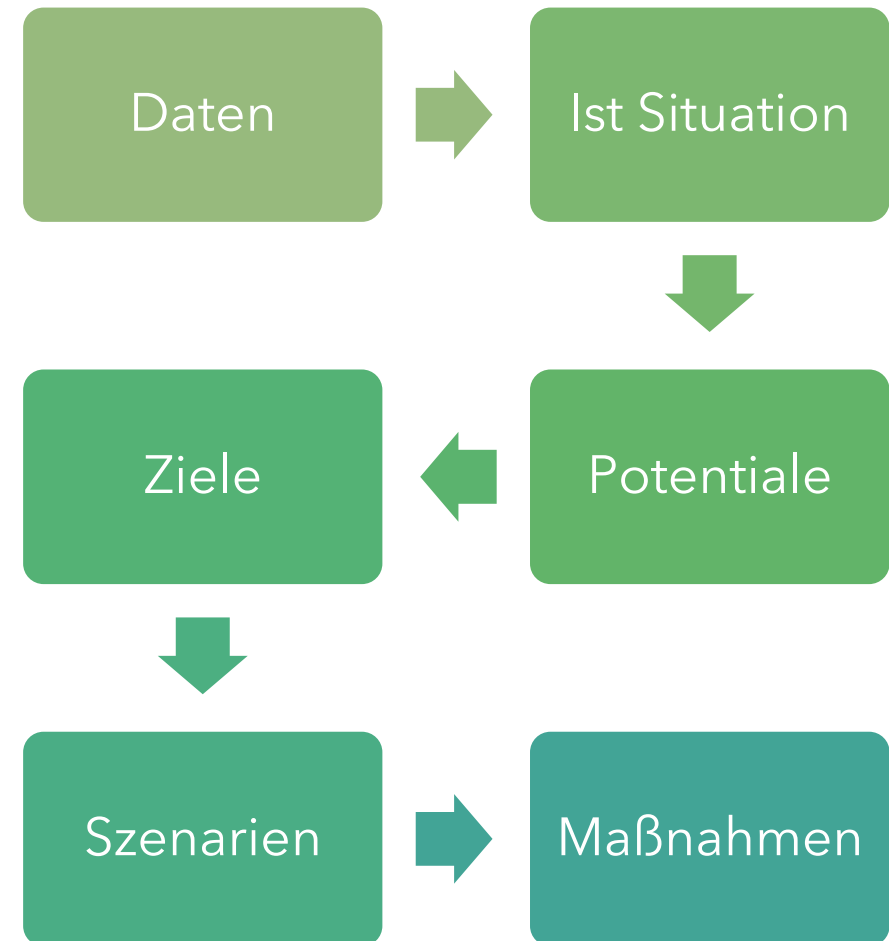 Daten
Ist Situation
Potentiale
Ziele
Szenarien
Maßnahmen